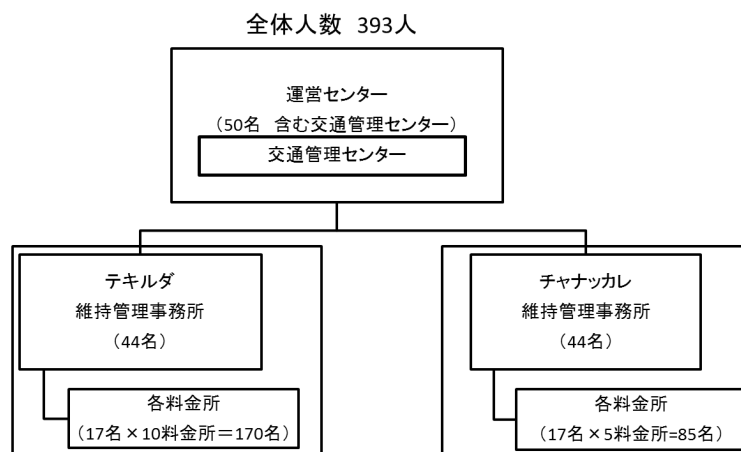 全体人数 393人
運営センター
（50名 含む交通管理センター）
交通管理センター
テキルダ
維持管理事務所
（44名）
チャナッカレ
維持管理事務所
（44名）
各料金所
（17名×10料金所＝170名）
各料金所
（17名×5料金所=85名）